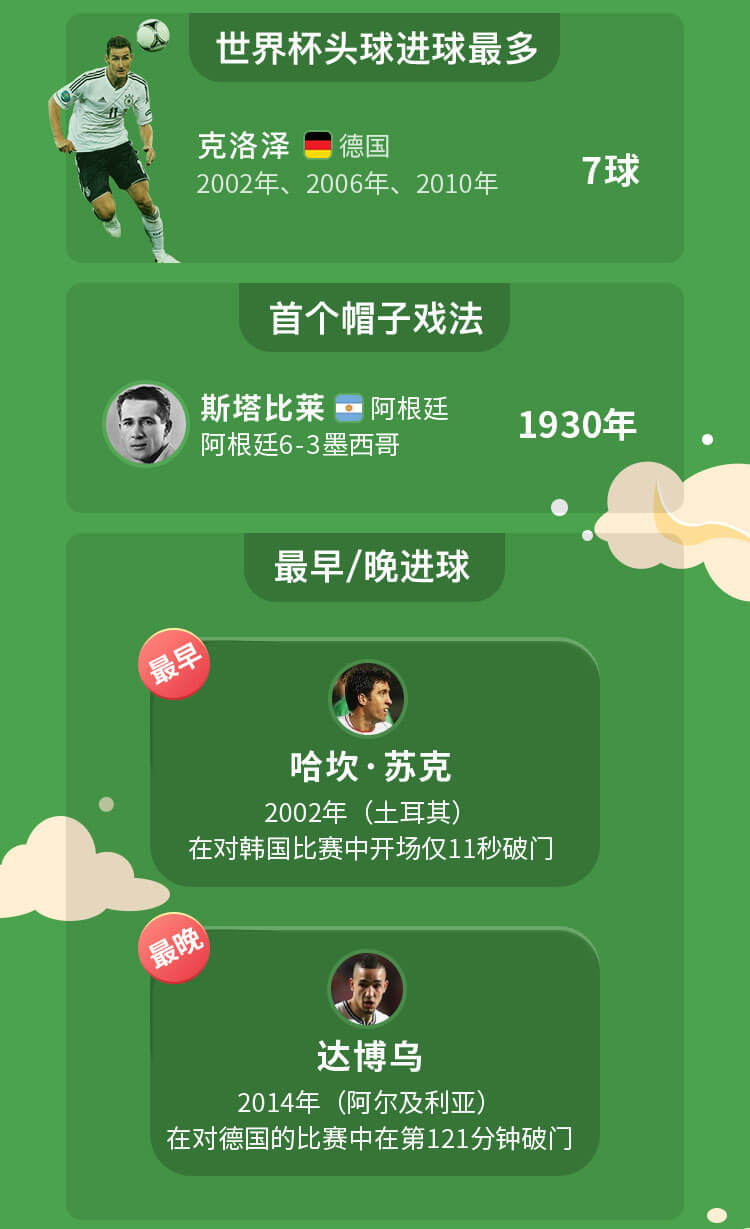 世界杯头球进球最多
克洛泽 德国
2002年、2006年、2010年
7球
首个帽子戏法
斯塔比莱 阿根廷
阿根廷6-3墨西哥
1930年
最早/晚进球
最早
哈坎·苏克
2002年（土耳其）
在对韩国比赛中开场仅11秒破门
最晚
达博乌
2014年（阿尔及利亚）
在对德国的比赛中在第121分钟破门